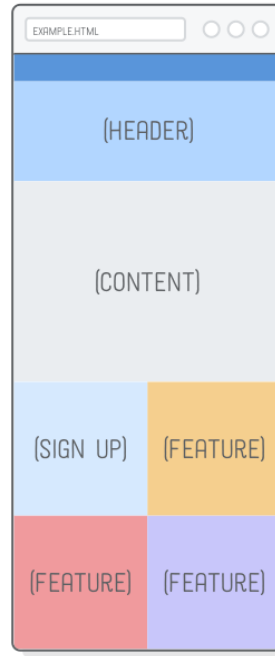 EXAMPLE.HTML
(HEADER)
(CONTENT)
(SIGN UP) (FEATURE)
(FEATURE) (FEATURE)